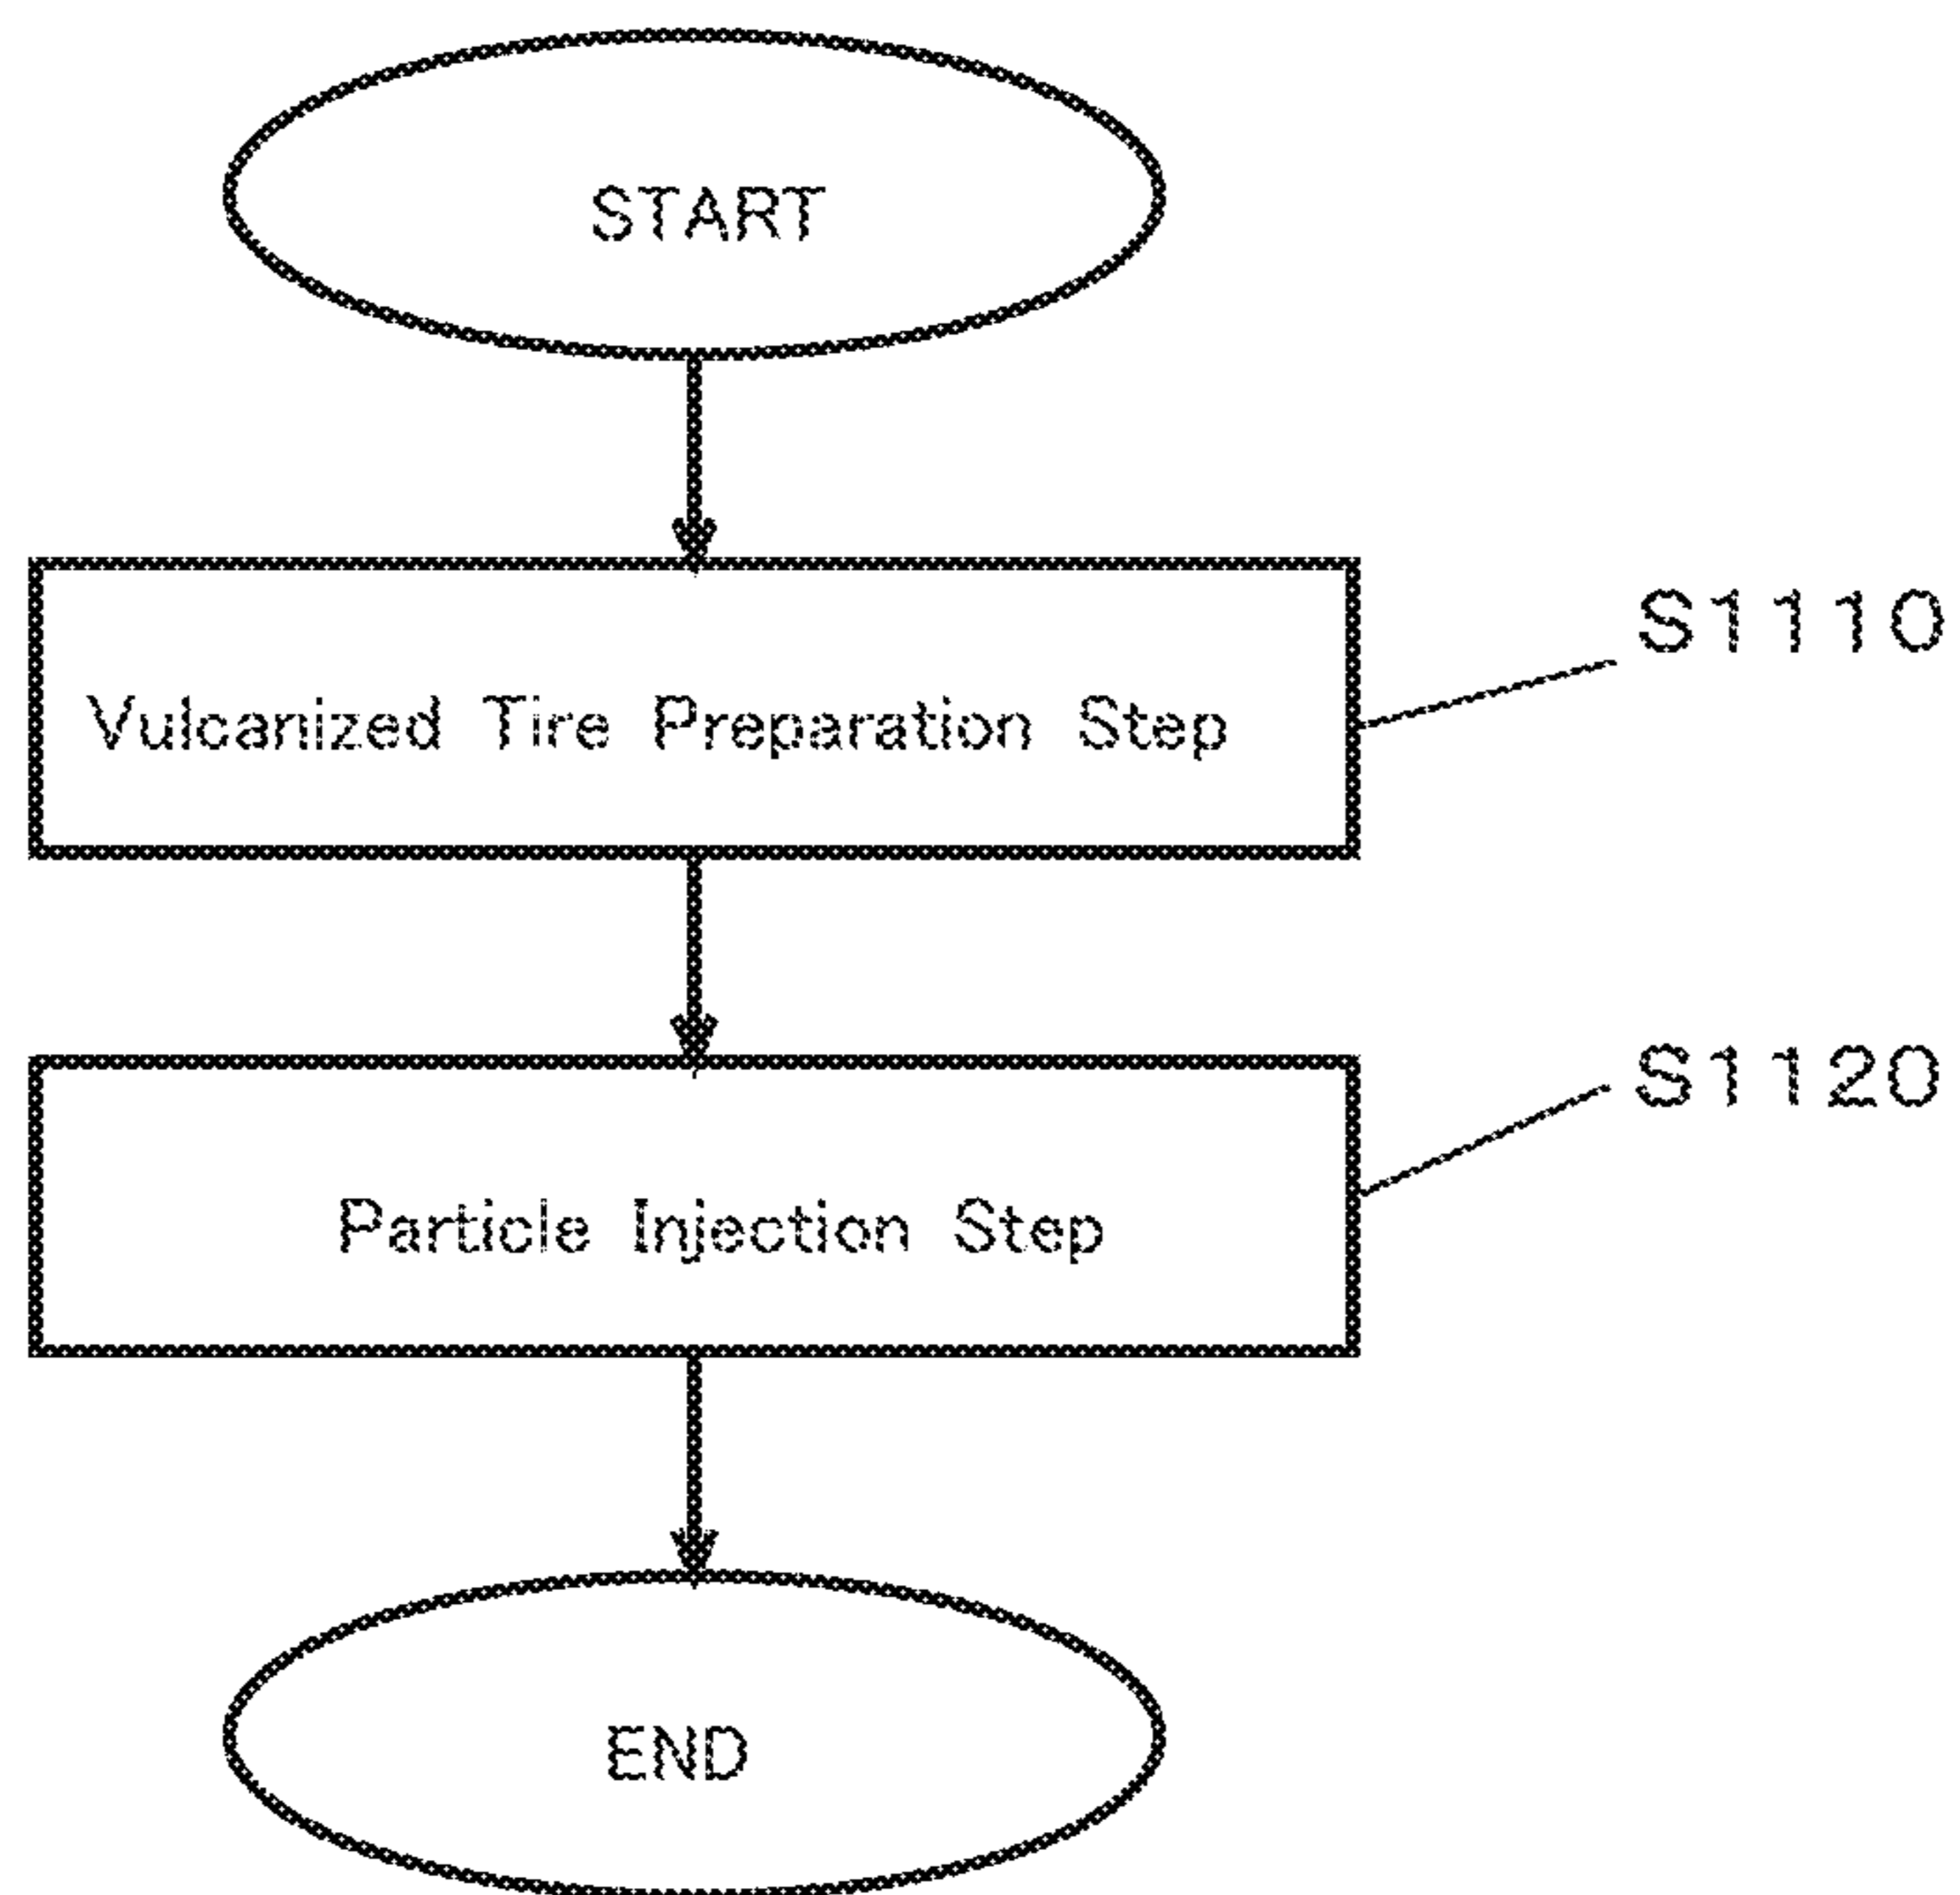 START
S1110
Vulcanized Tire Preparation Step
S1120
Particle Injection Step
END